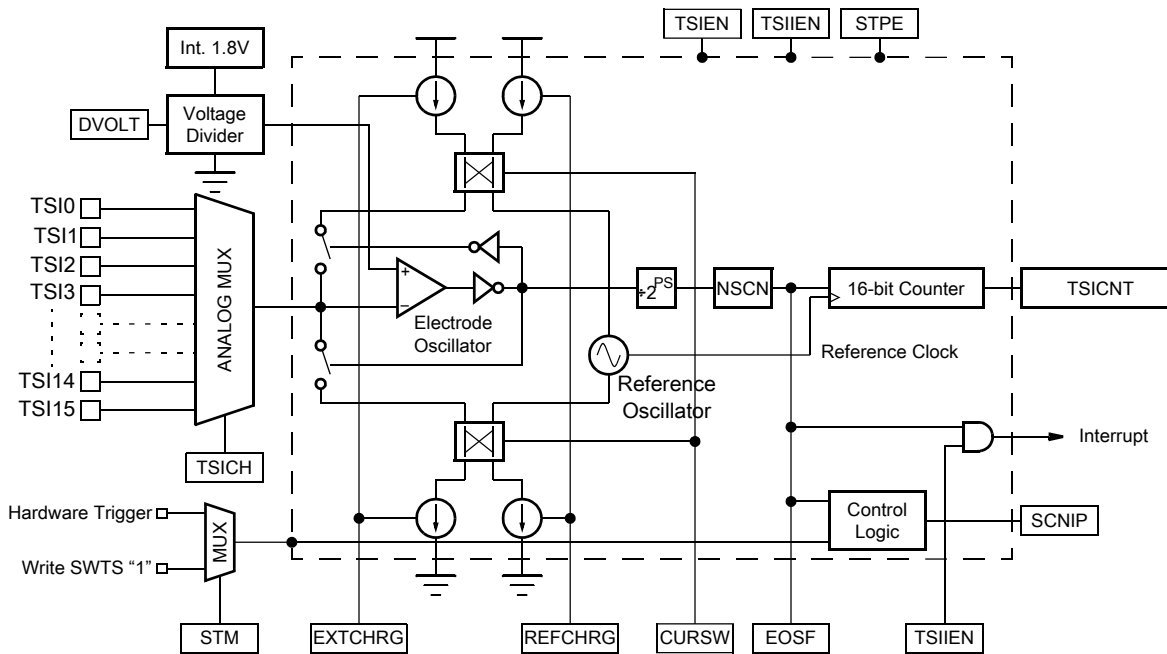 TSIEN
TSIIEN
STPE
Int. 1.8V
DVOLT
Voltage
Divider
TSI0
TSI1
TSI2
TSI3
TSI14
TSI15
ANALOG MUX
+
−
Electrode
Oscillator
÷2PS
NSCN
16-bit Counter
TSICNT
Reference Clock
Reference
Oscillator
Interrupt
TSICH
Hardware Trigger
Write SWTS “1”
MUX
Control
Logic
SCNIP
STM
EXTCHRG
REFCHRG
CURSW
EOSF
TSIIEN